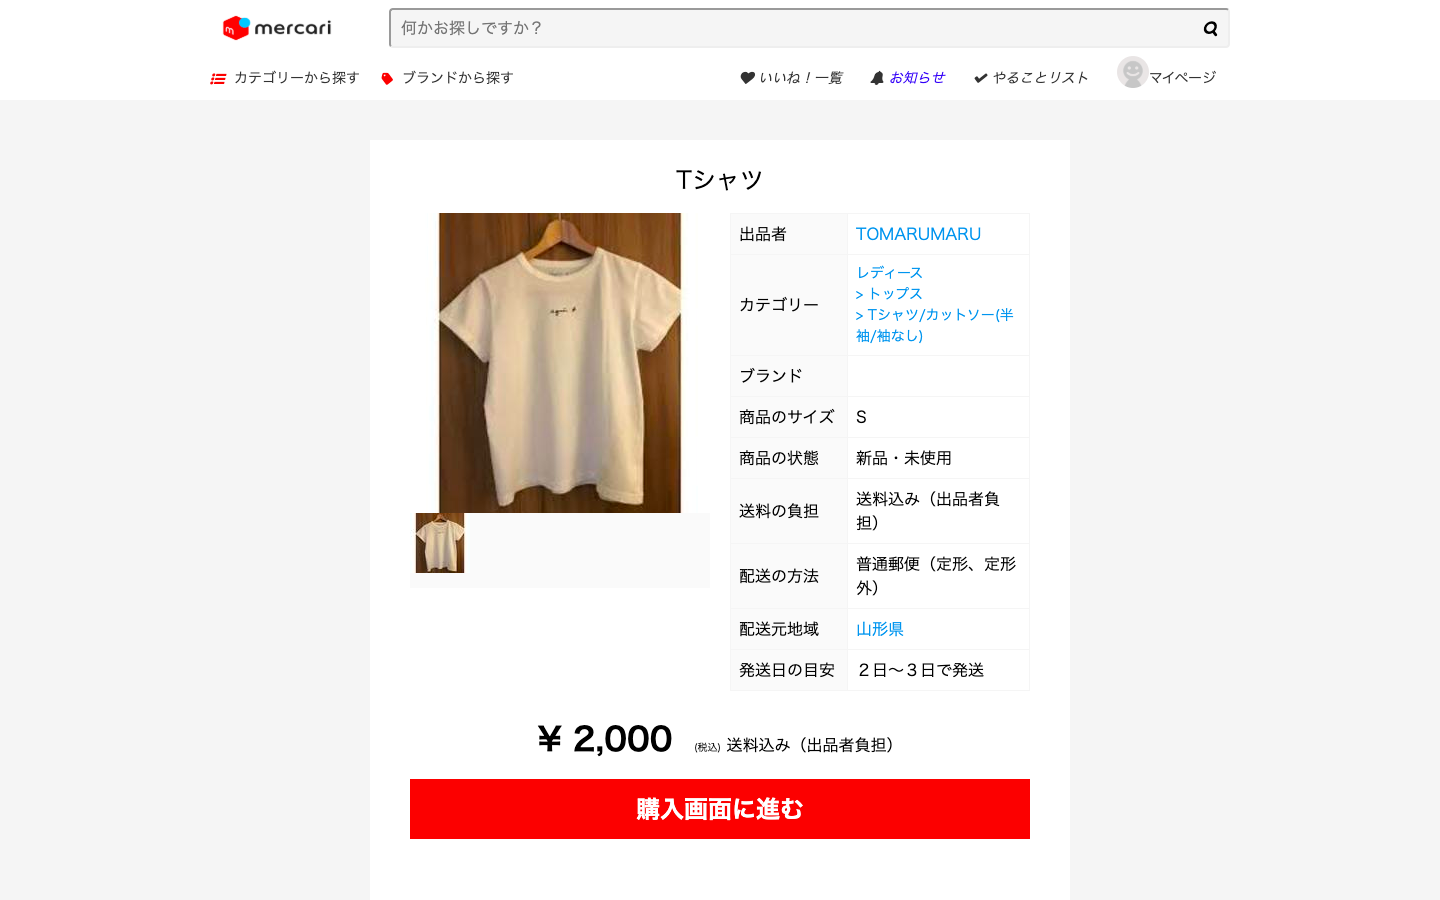 mercari
何かお探しですか？
カテゴリーから探す ブランドから探す いいね！一覧 お知らせ やることリスト マイページ
Tシャツ
出品者 TOMARUMARU
カテゴリー レディース
> トップス
> Tシャツ/カットソー(半
袖/袖なし)
ブランド
商品のサイズ S
商品の状態 新品・未使用
送料の負担 送料込み（出品者負
担）
配送の方法 普通郵便（定形、定形
外）
配送元地域 山形県
発送日の目安 ２日〜３日で発送
¥ 2,000 (税込) 送料込み（出品者負担）
購入画面に進む